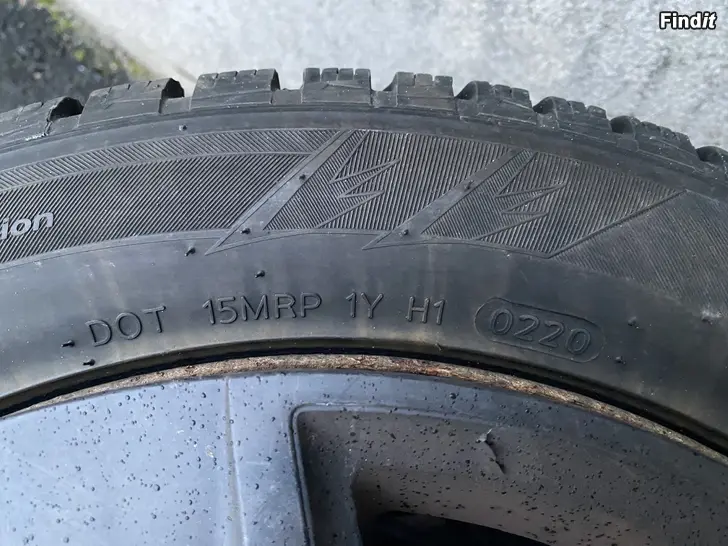 Findit
ion
DOT 15MRP 1Y H1 0220